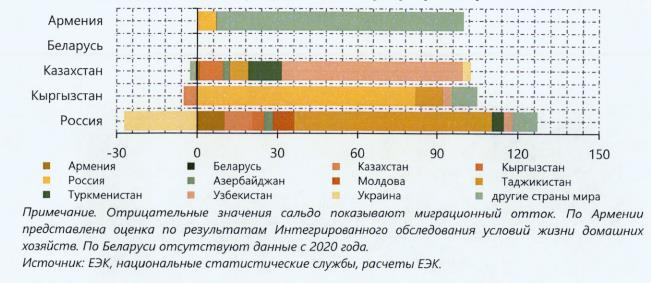 Армения
Беларусь
Казахстан
Кыргызстан
Россия
-30 0 30 60 90 120 150
Армения Беларусь Казахстан Кыргызстан
Россия Азербайджан Молдова Таджикистан
Туркменистан Узбекистан Украина другие страны мира
Примечание. Отрицательные значения сальдо показывают миграционный отток. По Армении
представлена оценка по результатам Интегрированного обследования условий жизни домашних
хозяйств. По Беларуси отсутствуют данные с 2020 года.
Источник: ЕЭК, национальные статистические службы, расчеты ЕЭК.